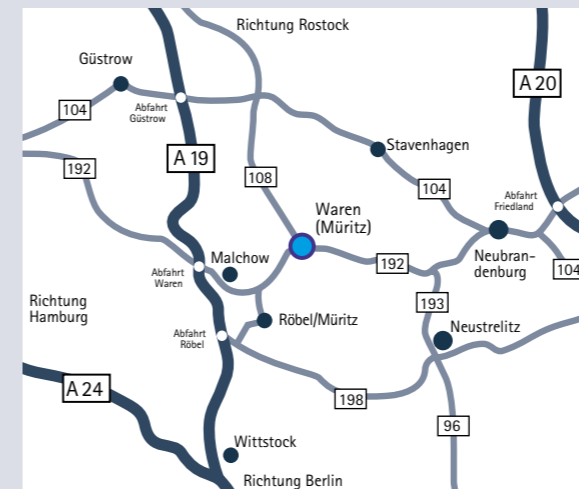 Richtung Rostock
Güstrow
A 20
104
Abfahrt
Güstrow
Stavenhagen
A 19
192
108
104
Abfahrt
Friedland
Waren
(Müritz)
Neubran-
denburg
Malchow
192
104
Abfahrt
Waren
Richtung
Hamburg
193
Röbel/Müritz
Neustrelitz
Abfahrt
Röbel
A 24
198
96
Wittstock
Richtung Berlin